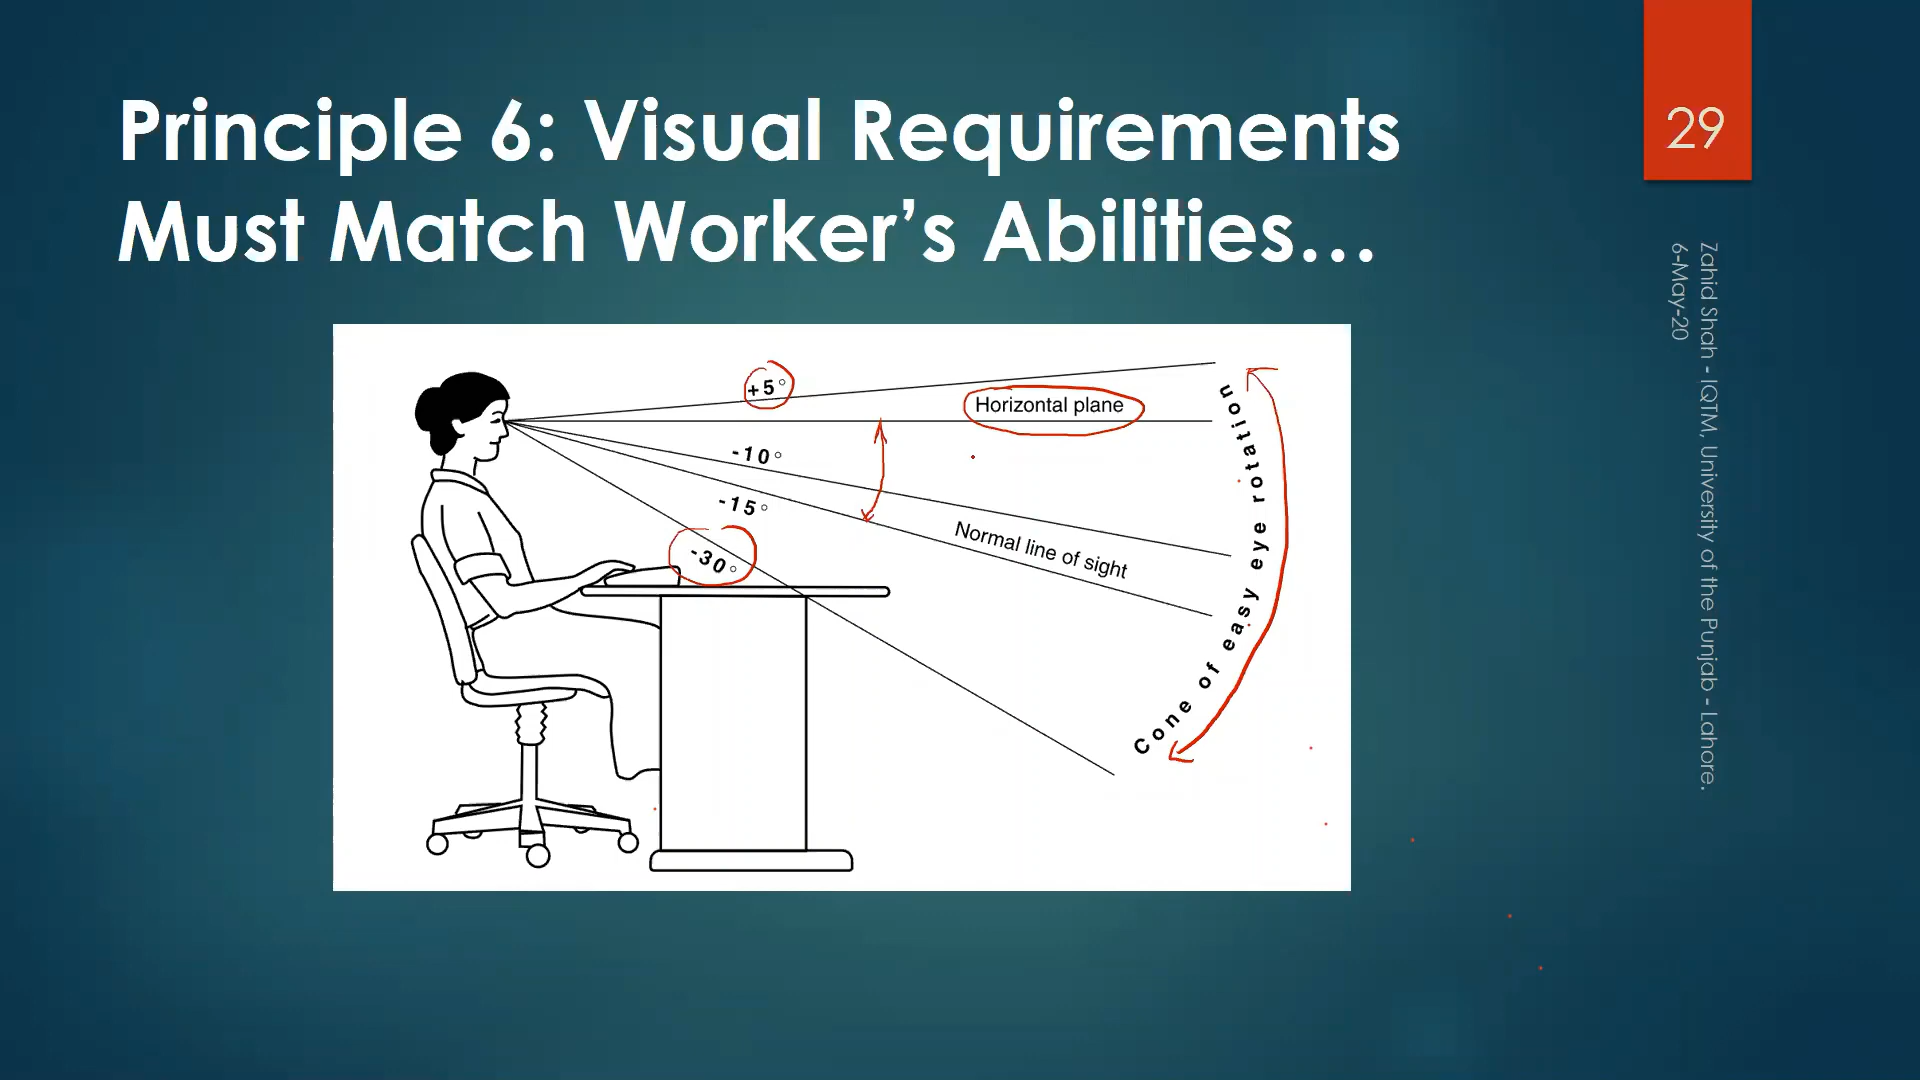 Principle 6: Visual Requirements
Must Match Worker’s Abilities…
29
Zahid Shah - IQTM, University of the Punjab - Lahore.
6-May-20
+5°
Horizontal plane
-10°
-15°
Normal line of sight
-30°
Cone of easy eye rotation